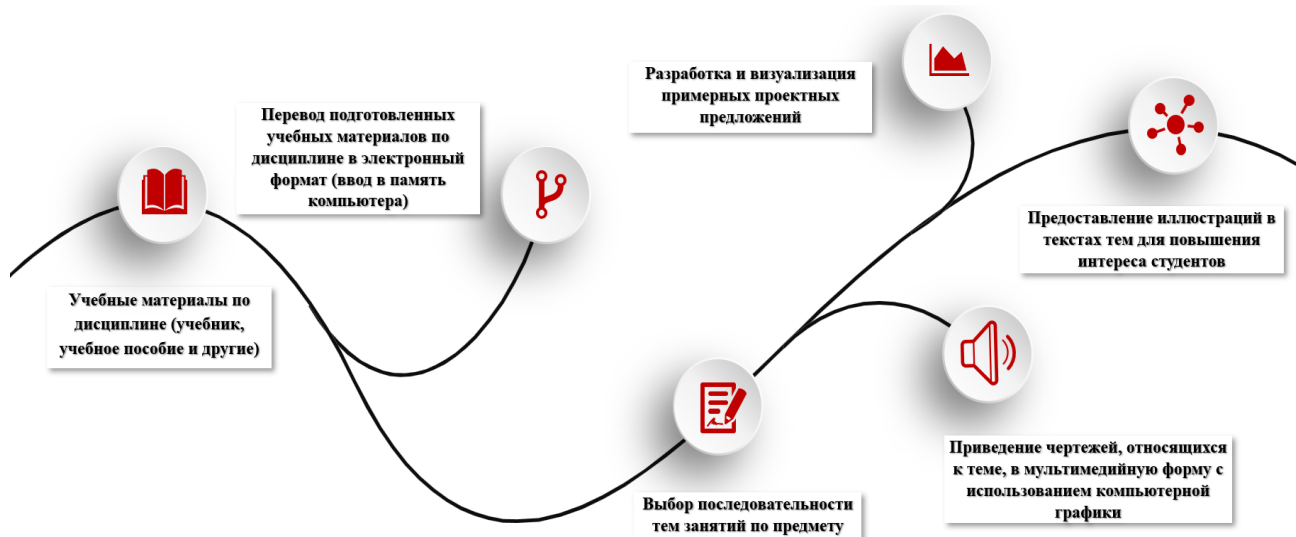 Учебные материалы по
дисциплине (учебник,
учебное пособие и другие)
Перевод подготовленных
учебных материалов по
дисциплине в электронный
формат (ввод в память
компьютера)
Выбор последовательности
тем занятий по предмету
Разработка и визуализация
примерных проектных
предложений
Приведение чертежей, относящихся
к теме, в мультимедийную форму с
использованием компьютерной
графики
Предоставление иллюстраций в
текстах тем для повышения
интереса студентов